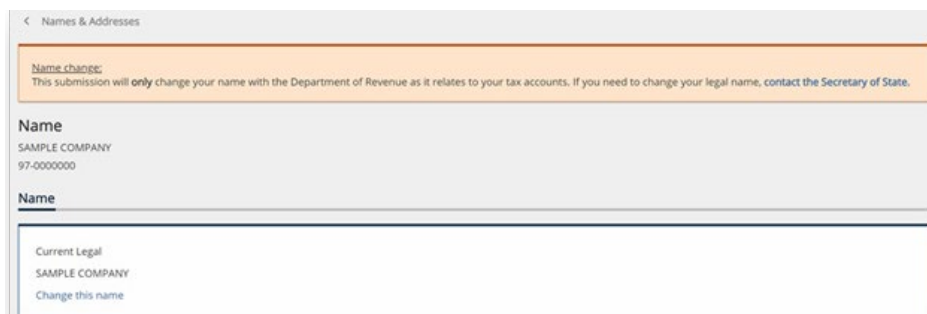 < Names & Addresses
Name change:
This submission will only change your name with the Department of Revenue as it relates to your tax accounts. If you need to change your legal name, contact the Secretary of State.
Name
SAMPLE COMPANY
97-0000000
Name
Current Legal
SAMPLE COMPANY
Change this name